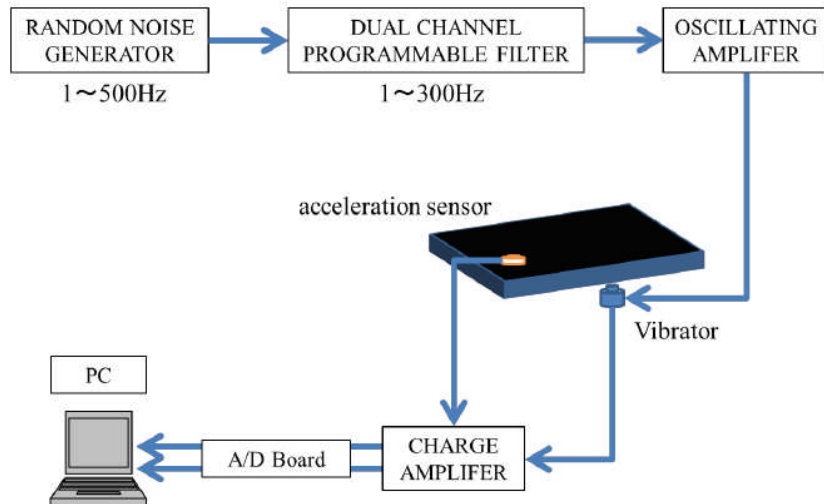 RANDOM NOISE
GENERATOR
1～500Hz
DUAL CHANNEL
PROGRAMMABLE FILTER
1～300Hz
OSCILLATING
AMPLIFER
acceleration sensor
Vibrator
PC
A/D Board
CHARGE
AMPLIFER